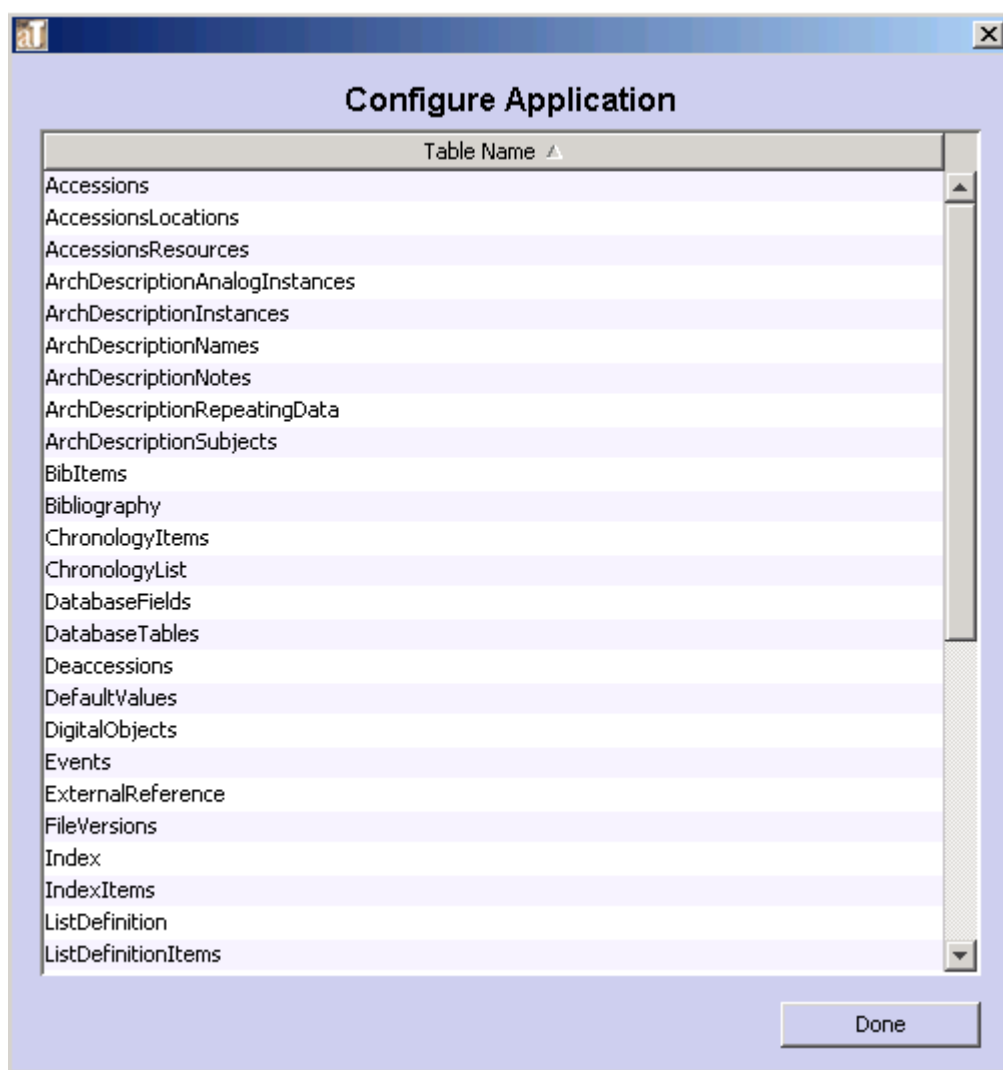 aT
Configure Application
Table Name
Accessions
AccessionsLocations
AccessionsResources
ArchDescriptionAnalogInstances
ArchDescriptionInstances
ArchDescriptionNames
ArchDescriptionNotes
ArchDescriptionRepeatingData
ArchDescriptionSubjects
BibItems
Bibliography
ChronologyItems
ChronologyList
DatabaseFields
DatabaseTables
Deaccessions
DefaultValues
DigitalObjects
Events
ExternalReference
FileVersions
Index
IndexItems
ListDefinition
ListDefinitionItems
Done